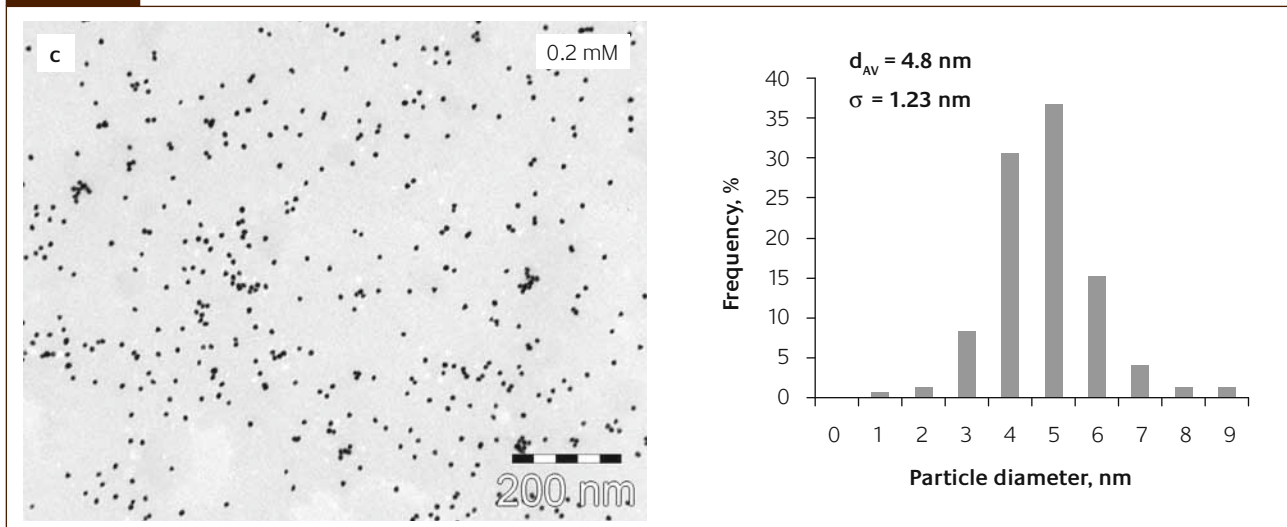 c
0.2 mM
200 nm
d_AV = 4.8 nm
σ = 1.23 nm
Frequency, %
40
35
30
25
20
15
10
5
0
0 1 2 3 4 5 6 7 8 9
Particle diameter, nm